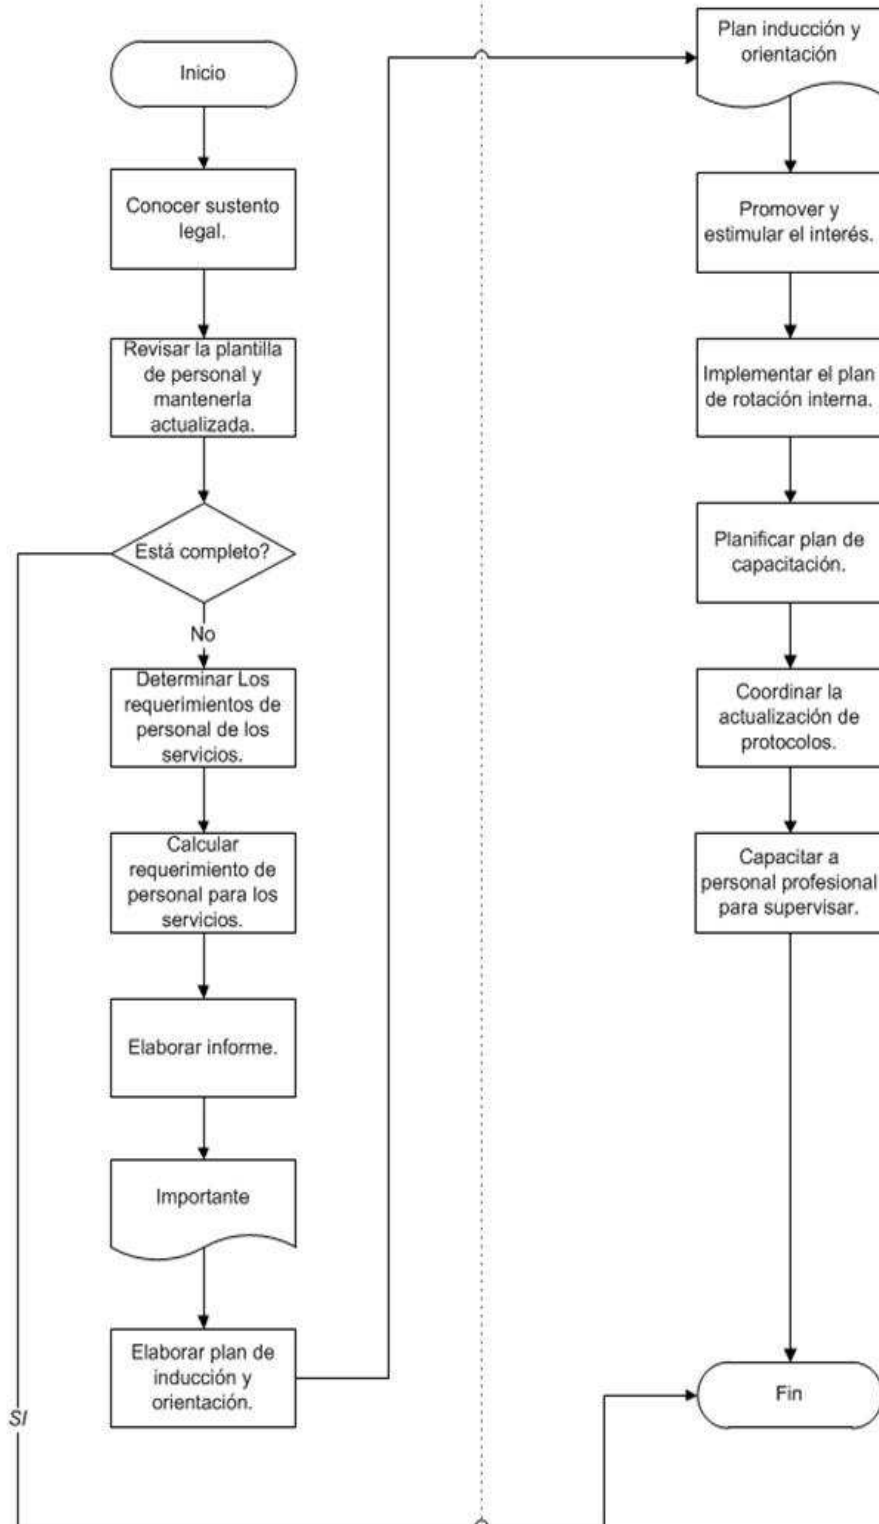 Inicio
Conocer sustento
legal.
Revisar la plantilla
de personal y
mantenerla
actualizada.
Está completo?
No
Determinar Los
requerimientos de
personal de los
servicios.
Calcular
requerimiento de
personal para los
servicios.
Elaborar informe.
Importante
Elaborar plan de
inducción y
orientación.
SI
Plan inducción y
orientación
Promover y
estimular el interés.
Implementar el plan
de rotación interna.
Planificar plan de
capacitación.
Coordinar la
actualización de
protocolos.
Capacitar a
personal profesional
para supervisar.
Fin